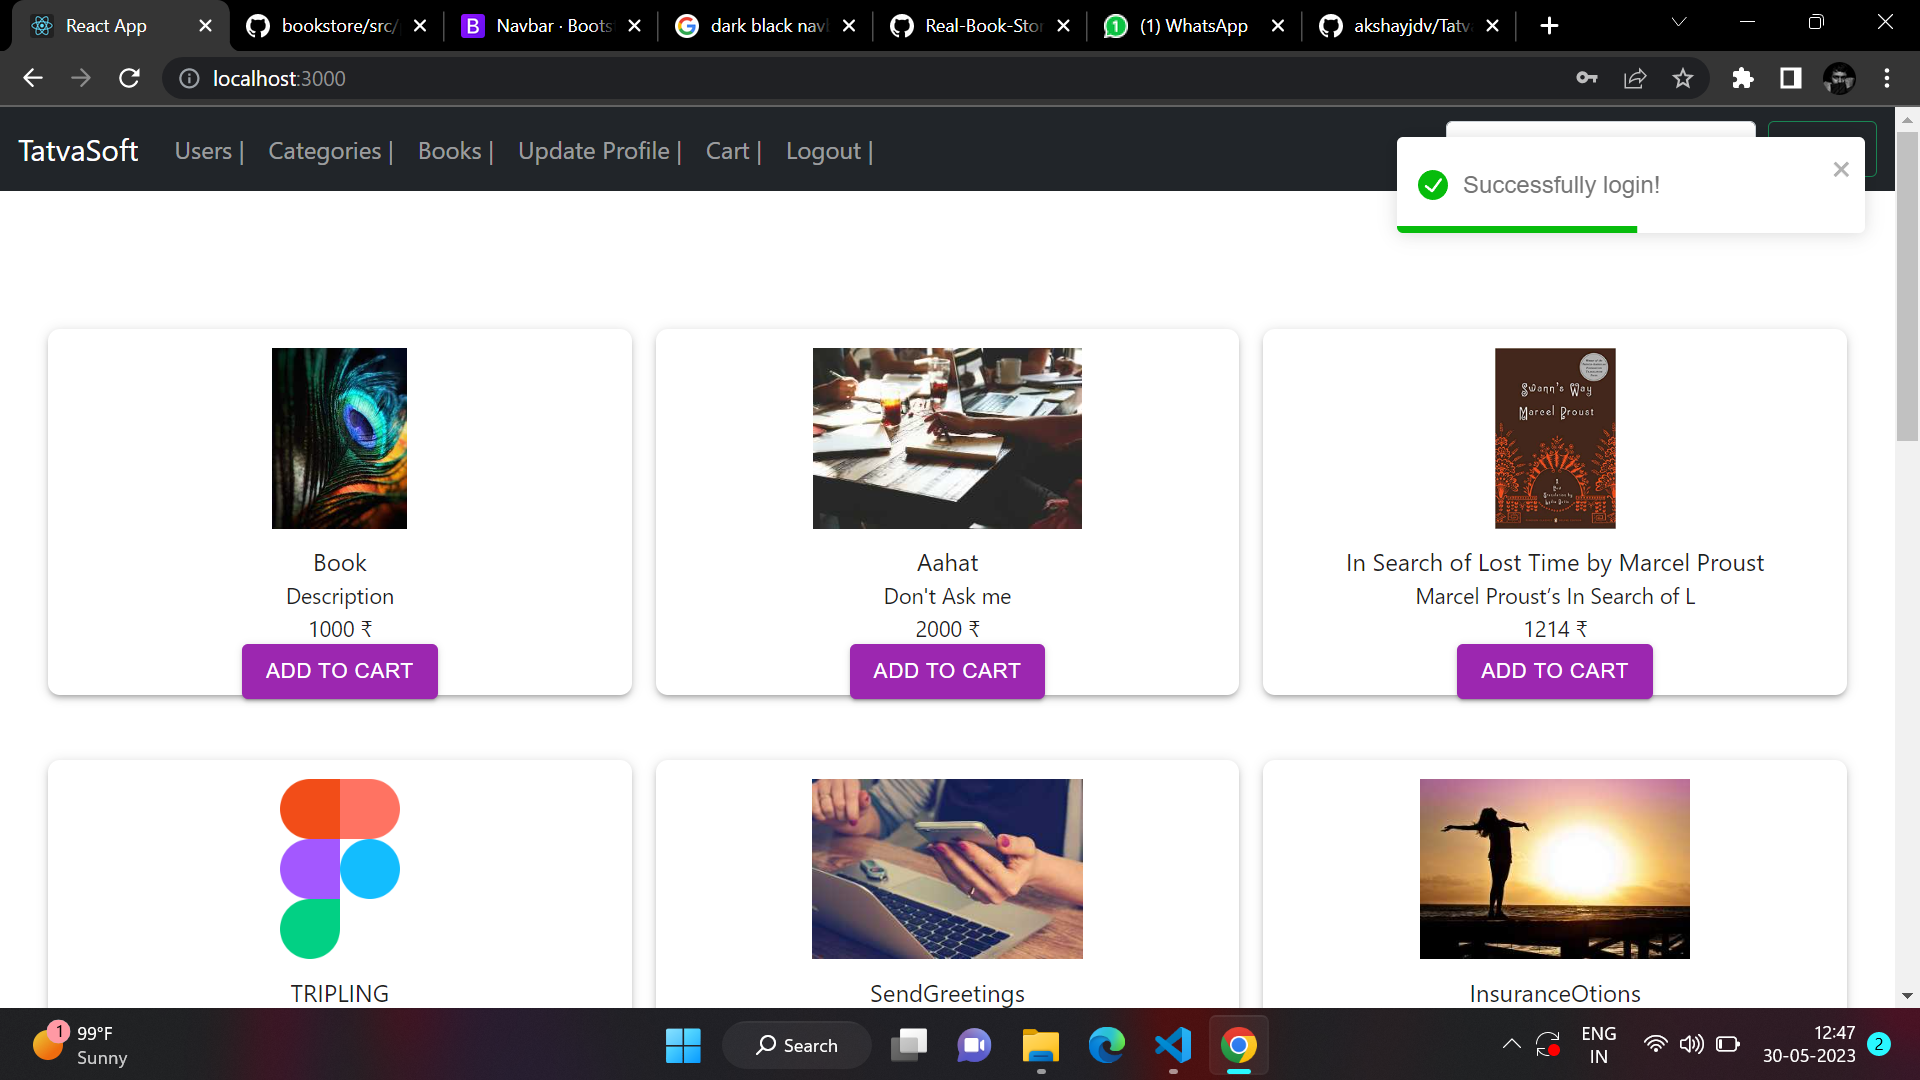 React App
bookstore/src/
Navbar · Boots
dark black nav
Real-Book-Stor
(1) WhatsApp
akshayjdv/Tatv
localhost:3000
TatvaSoft
Users |
Categories |
Books |
Update Profile |
Cart |
Logout |
Successfully login!
Swann's Way
Marcel Proust
Book
Description
1000 ₹
ADD TO CART
Aahat
Don't Ask me
2000 ₹
ADD TO CART
In Search of Lost Time by Marcel Proust
Marcel Proust’s In Search of L
1214 ₹
ADD TO CART
TRIPLING
SendGreetings
InsuranceOtions
1
99°F
Sunny
Search
ENG
IN
12:47
30-05-2023
2